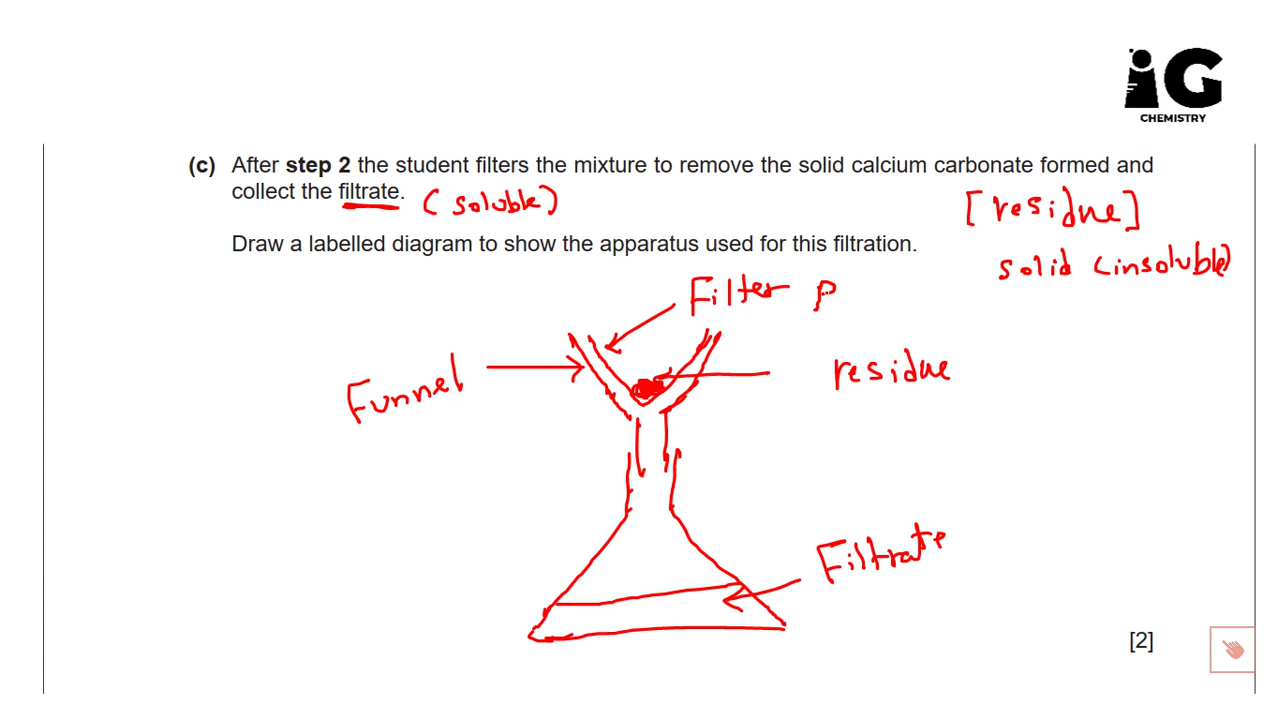 iG
CHEMISTRY
(c) After step 2 the student filters the mixture to remove the solid calcium carbonate formed and
collect the filtrate. (soluble)
[residue]
Draw a labelled diagram to show the apparatus used for this filtration.
solid (insoluble)
Filter p
Funnel
residue
Filtrate
[2]